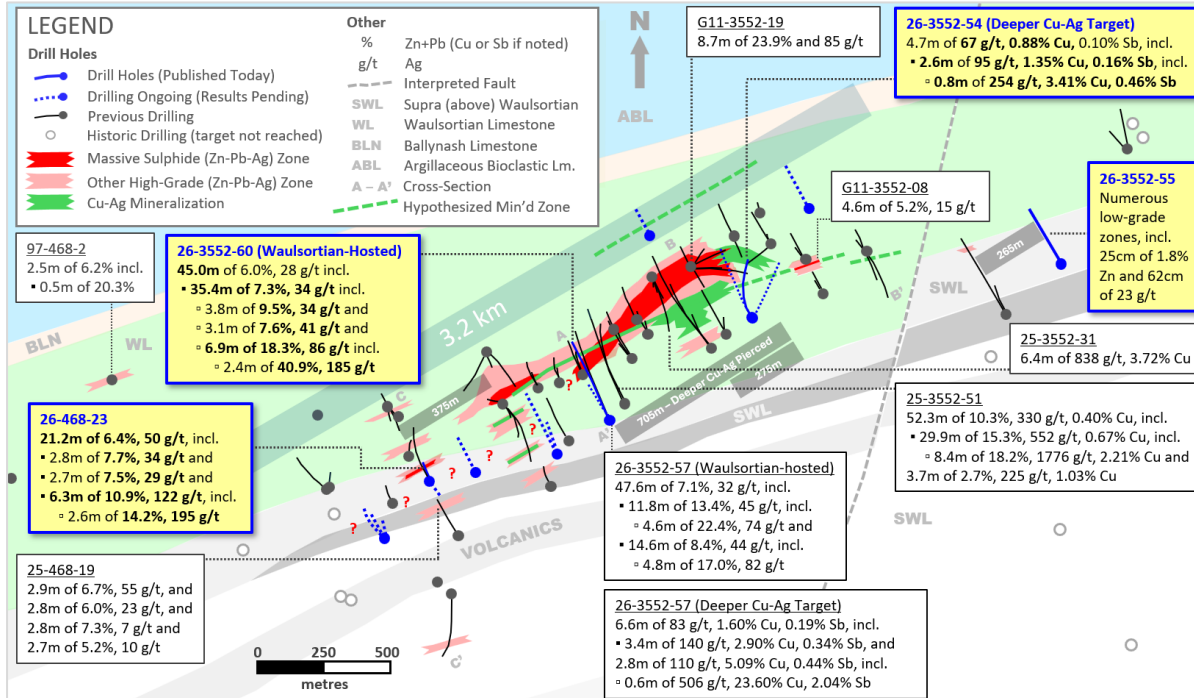 LEGEND
Drill Holes
Drill Holes (Published Today)
Drilling Ongoing (Results Pending)
Previous Drilling
Historic Drilling (target not reached)
Massive Sulphide (Zn-Pb-Ag) Zone
Other High-Grade (Zn-Pb-Ag) Zone
Cu-Ag Mineralization
Other
% Zn+Pb (Cu or Sb if noted)
g/t Ag
Interpreted Fault
SWL Supra (above) Waulsortian
WL Waulsortian Limestone
BLN Ballynash Limestone
ABL Argillaceous Bioclastic Lm.
A – A' Cross-Section
Hypothesized Min'd Zone
N
ABL
G11-3552-19
8.7m of 23.9% and 85 g/t
26-3552-54 (Deeper Cu-Ag Target)
4.7m of 67 g/t, 0.88% Cu, 0.10% Sb, incl.
▪ 2.6m of 95 g/t, 1.35% Cu, 0.16% Sb, incl.
▫ 0.8m of 254 g/t, 3.41% Cu, 0.46% Sb
G11-3552-08
4.6m of 5.2%, 15 g/t
26-3552-55
Numerous
low-grade
zones, incl.
25cm of 1.8%
Zn and 62cm
of 23 g/t
97-468-2
2.5m of 6.2% incl.
▪ 0.5m of 20.3%
26-3552-60 (Waulsortian-Hosted)
45.0m of 6.0%, 28 g/t incl.
▪ 35.4m of 7.3%, 34 g/t incl.
▫ 3.8m of 9.5%, 34 g/t and
▫ 3.1m of 7.6%, 41 g/t and
▫ 6.9m of 18.3%, 86 g/t incl.
▫ 2.4m of 40.9%, 185 g/t
B
B'
265m
SWL
3.2 km
BLN
WL
A
A'
C
375m
705m – Deeper Cu-Ag Pierced
275m
SWL
?
?
?
?
?
?
25-3552-31
6.4m of 838 g/t, 3.72% Cu
26-468-23
21.2m of 6.4%, 50 g/t, incl.
▪ 2.8m of 7.7%, 34 g/t and
▪ 2.7m of 7.5%, 29 g/t and
▪ 6.3m of 10.9%, 122 g/t, incl.
▫ 2.6m of 14.2%, 195 g/t
25-3552-51
52.3m of 10.3%, 330 g/t, 0.40% Cu, incl.
▪ 29.9m of 15.3%, 552 g/t, 0.67% Cu, incl.
▫ 8.4m of 18.2%, 1776 g/t, 2.21% Cu and
3.7m of 2.7%, 225 g/t, 1.03% Cu
26-3552-57 (Waulsortian-hosted)
47.6m of 7.1%, 32 g/t, incl.
▪ 11.8m of 13.4%, 45 g/t, incl.
▫ 4.6m of 22.4%, 74 g/t and
▪ 14.6m of 8.4%, 44 g/t, incl.
▫ 4.8m of 17.0%, 82 g/t
SWL
VOLCANICS
25-468-19
2.9m of 6.7%, 55 g/t, and
2.8m of 6.0%, 23 g/t, and
2.8m of 7.3%, 7 g/t and
2.7m of 5.2%, 10 g/t
C'
26-3552-57 (Deeper Cu-Ag Target)
6.6m of 83 g/t, 1.60% Cu, 0.19% Sb, incl.
▪ 3.4m of 140 g/t, 2.90% Cu, 0.34% Sb, and
2.8m of 110 g/t, 5.09% Cu, 0.44% Sb, incl.
▫ 0.6m of 506 g/t, 23.60% Cu, 2.04% Sb
0 250 500
metres